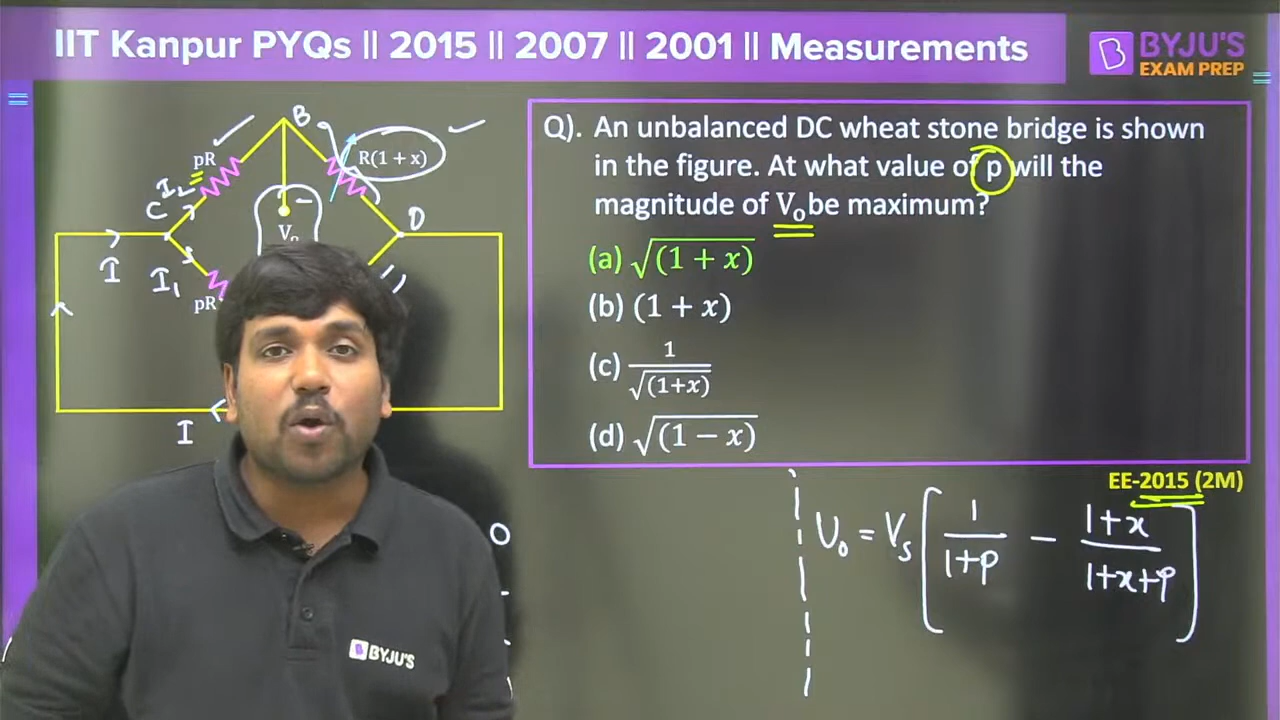 IIT Kanpur PYQs || 2015 || 2007 || 2001 || Measurements
BYJU'S
EXAM PREP
B
pR
R(1 + x)
I₂
C
D
V₀
I
I₁
pR
I
Q). An unbalanced DC wheat stone bridge is shown
in the figure. At what value of p will the
magnitude of V₀ be maximum?
(a) √(1 + x)
(b) (1 + x)
(c) 1/√(1+x)
(d) √(1 − x)
EE-2015 (2M)
V₀ = Vₛ [ 1/(1+p) − (1+x)/(1+x+p) ]
BYJU'S